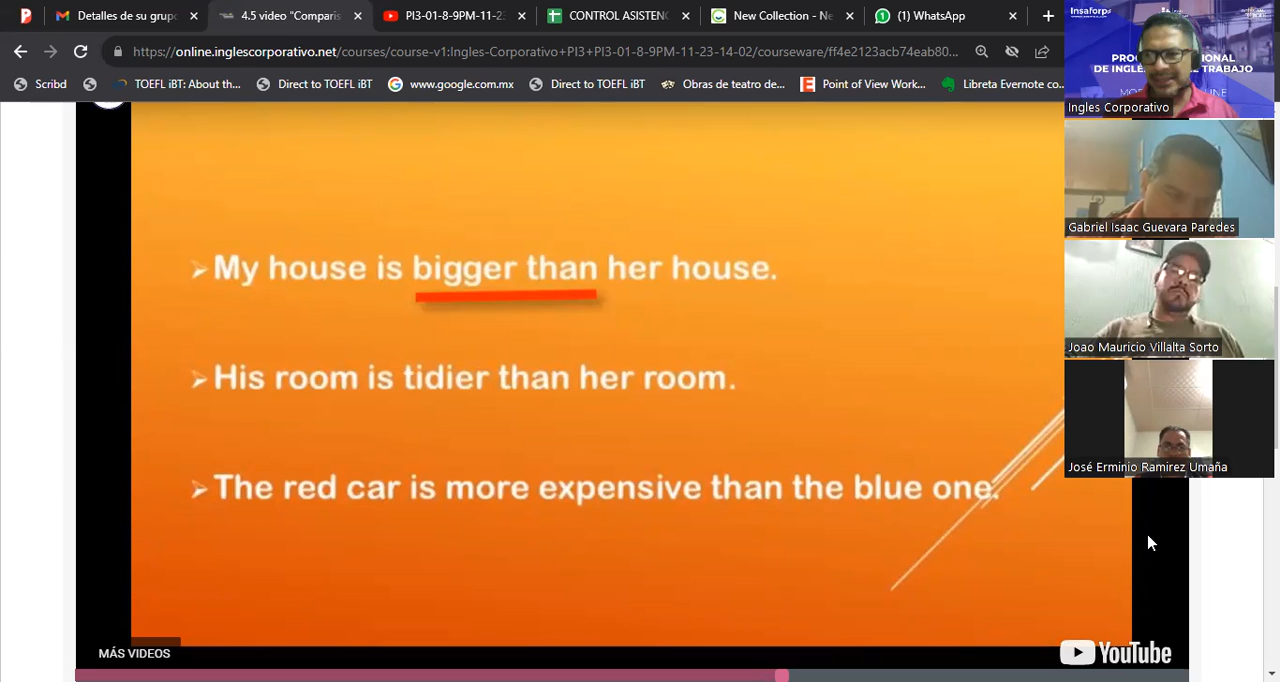 Detalles de su grupo
4.5 video "Comparis
PI3-01-8-9PM-11-23
CONTROL ASISTENC
New Collection - Ne
(1) WhatsApp
https://online.inglescorporativo.net/courses/course-v1:Ingles-Corporativo+PI3+PI3-01-8-9PM-11-23-14-02/courseware/ff4e2123acb74eab80...
Scribd
TOEFL iBT: About th...
Direct to TOEFL iBT
www.google.com.mx
Direct to TOEFL iBT
Obras de teatro de...
Point of View Work...
Libreta Evernote co...
Insaforp
DE INGLÉS
TRABAJO
Ingles Corporativo
Gabriel Isaac Guevara Paredes
Joao Mauricio Villalta Sorto
José Erminio Ramirez Umaña
My house is bigger than her house.
His room is tidier than her room.
The red car is more expensive than the blue one.
MÁS VIDEOS
YouTube